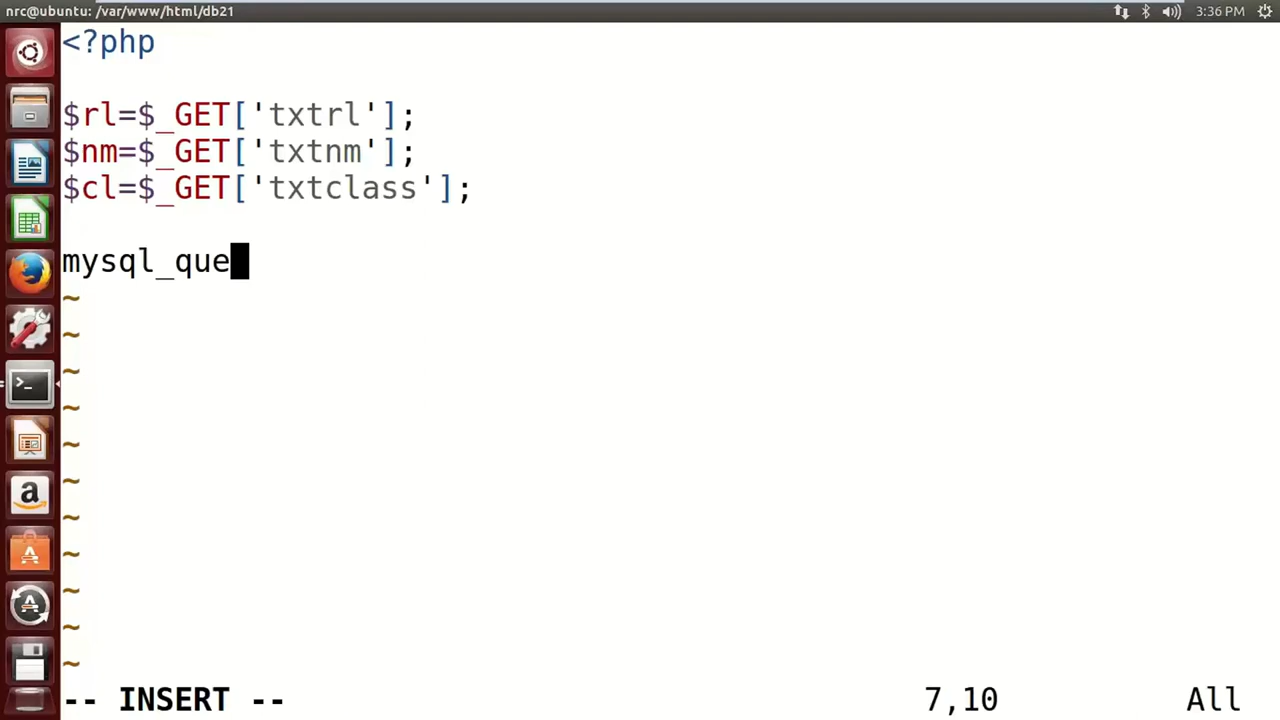 nrc@ubuntu: /var/www/html/db21
3:36 PM
<?php
$rl=$_GET['txtrl'];
$nm=$_GET['txtnm'];
$cl=$_GET['txtclass'];
mysql_que
~
~
~
~
~
~
~
~
~
~
~
-- INSERT --
7,10
All